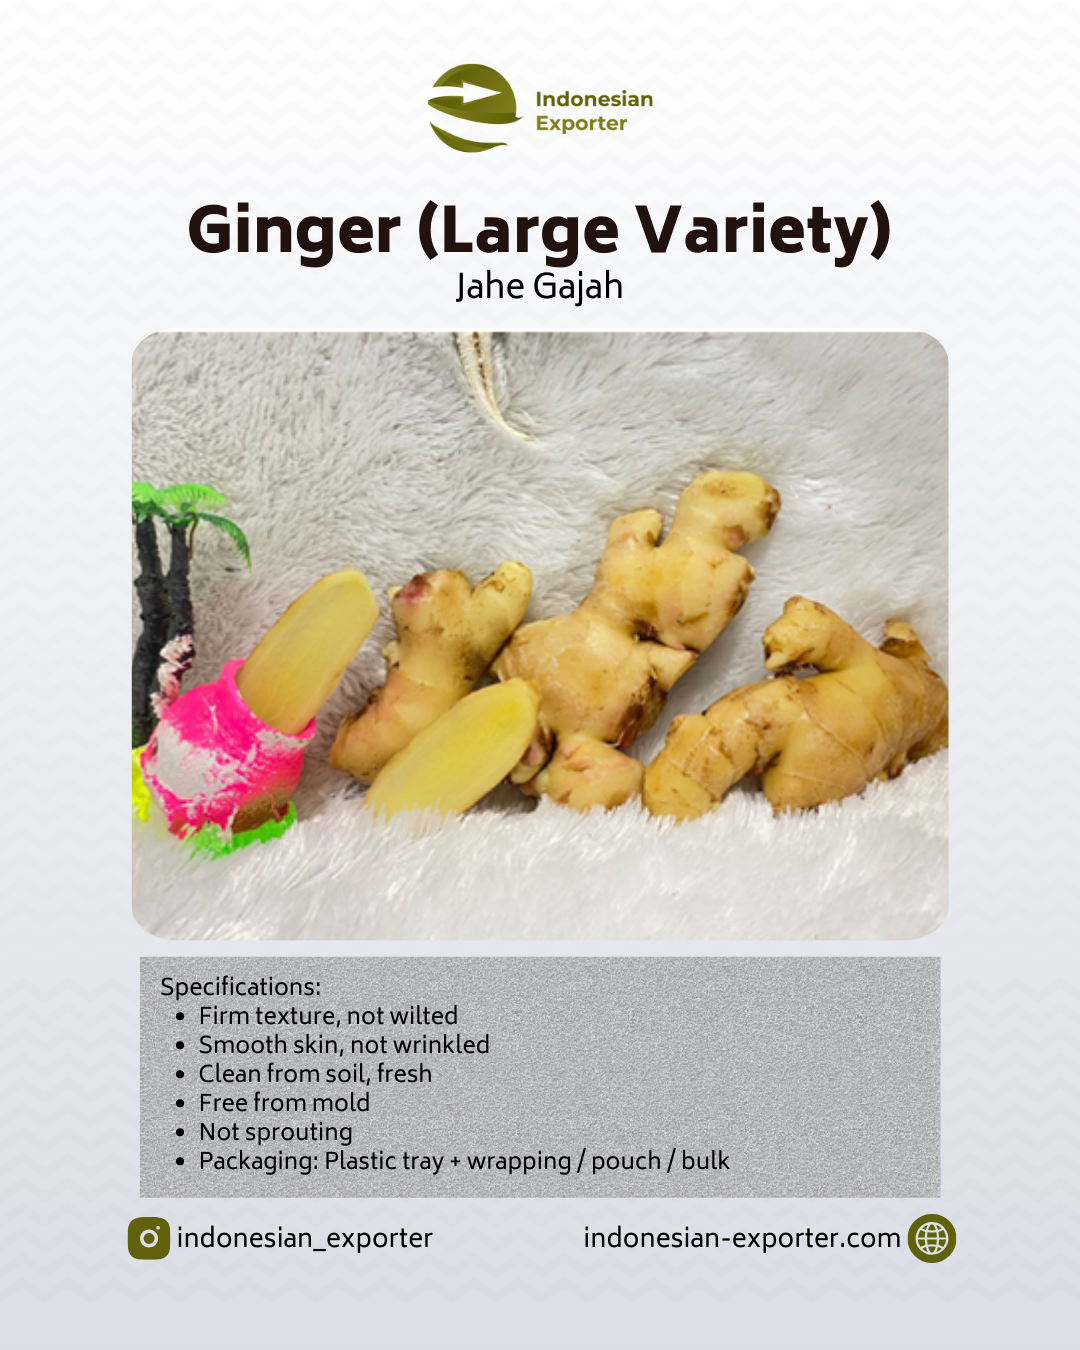 Indonesian
Exporter
Ginger (Large Variety)
Jahe Gajah
Specifications:
• Firm texture, not wilted
• Smooth skin, not wrinkled
• Clean from soil, fresh
• Free from mold
• Not sprouting
• Packaging: Plastic tray + wrapping / pouch / bulk
indonesian_exporter
indonesian-exporter.com